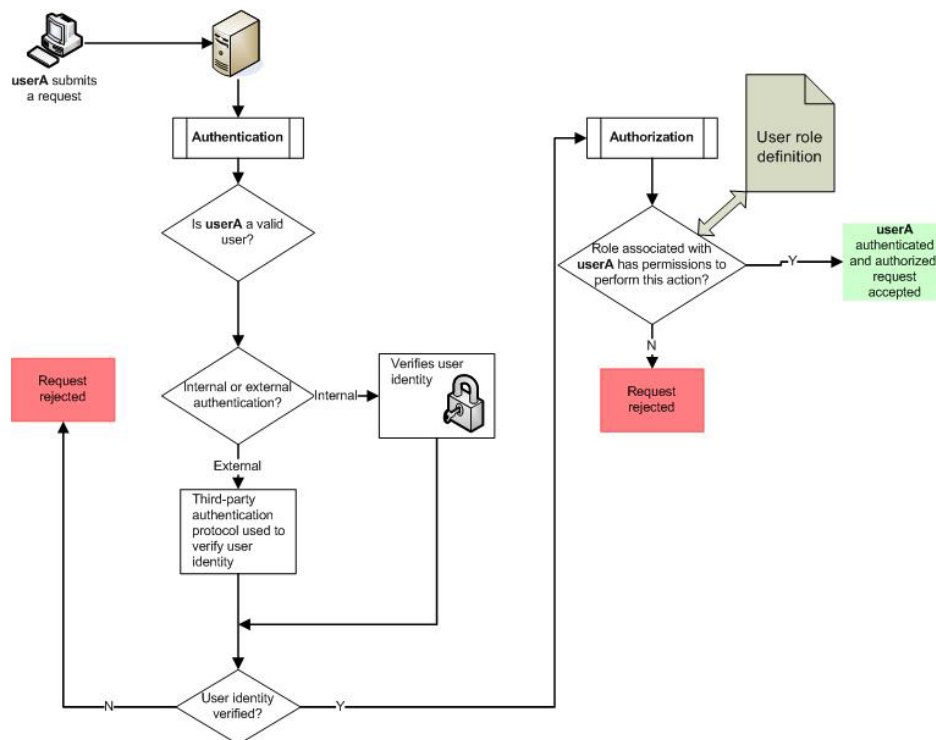 userA submits
a request
Authentication
Is userA a valid
user?
Internal or external
authentication?
Internal
Verifies user
identity
External
Third-party
authentication
protocol used to
verify user
identity
User identity
verified?
N
Request
rejected
Y
Authorization
User role
definition
Role associated with
userA has permissions to
perform this action?
Y
userA
authenticated
and authorized
request
accepted
N
Request
rejected